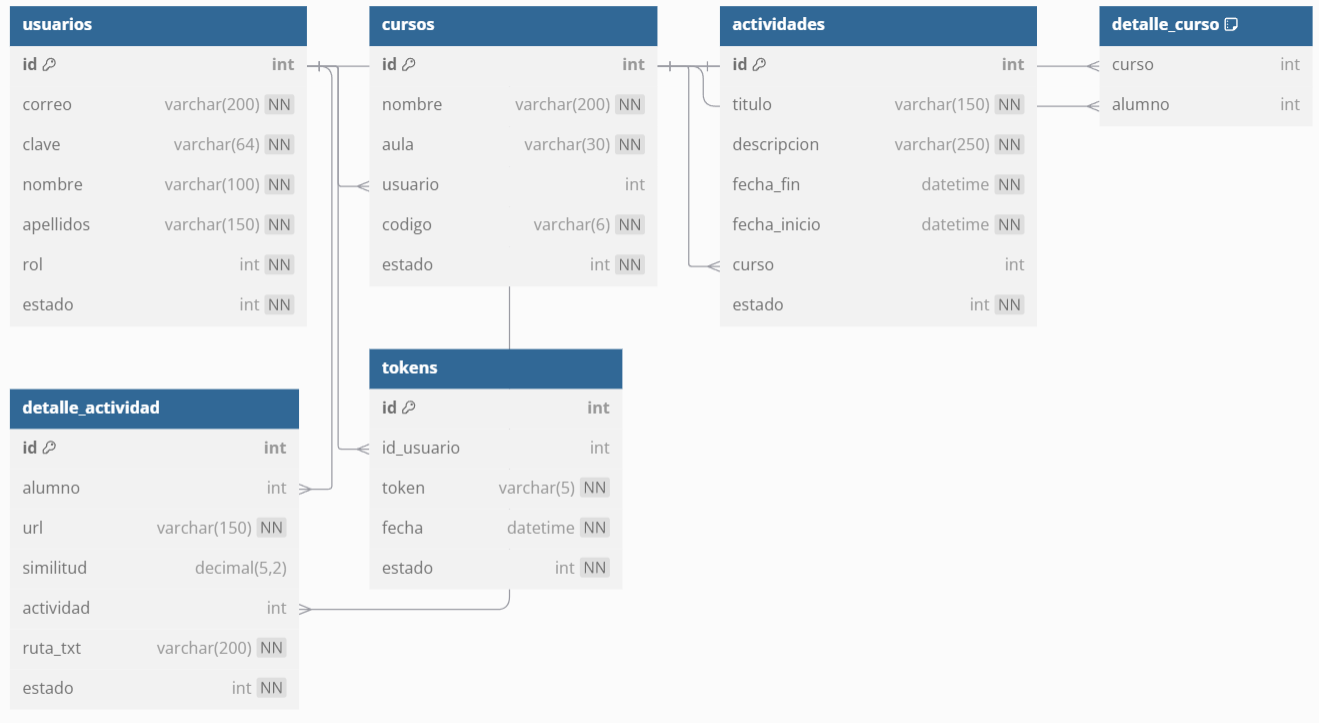 usuarios
id int
correo varchar(200) NN
clave varchar(64) NN
nombre varchar(100) NN
apellidos varchar(150) NN
rol int NN
estado int NN
cursos
id int
nombre varchar(200) NN
aula varchar(30) NN
usuario int
codigo varchar(6) NN
estado int NN
actividades
id int
titulo varchar(150) NN
descripcion varchar(250) NN
fecha_fin datetime NN
fecha_inicio datetime NN
curso int
estado int NN
detalle_curso
curso int
alumno int
detalle_actividad
id int
alumno int
url varchar(150) NN
similitud decimal(5,2)
actividad int
ruta_txt varchar(200) NN
estado int NN
tokens
id int
id_usuario int
token varchar(5) NN
fecha datetime NN
estado int NN